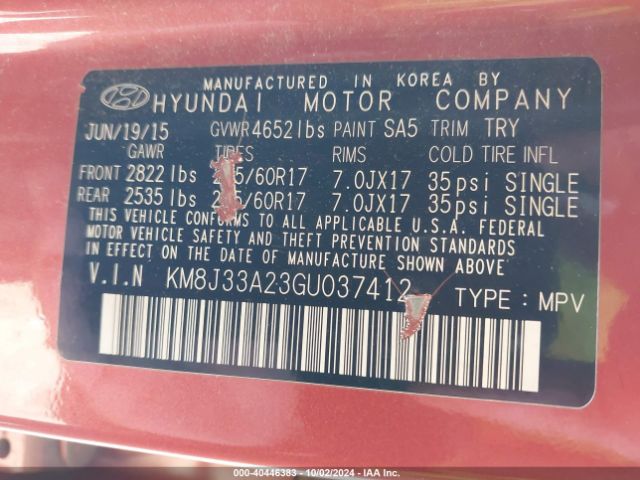 MANUFACTURED IN KOREA BY
HYUNDAI MOTOR COMPANY
JUN/19/15 GVWR 4652 lbs PAINT SA5 TRIM TRY
GAWR TIRES RIMS COLD TIRE INFL
FRONT 2822 lbs /60R17 7.0JX17 35psi SINGLE
REAR 2535 lbs /60R17 7.0JX17 35psi SINGLE
THIS VEHICLE CONFORMS TO ALL APPLICABLE U.S.A. FEDERAL
MOTOR VEHICLE SAFETY AND THEFT PREVENTION STANDARDS
IN EFFECT ON THE DATE OF MANUFACTURE SHOWN ABOVE
V.I.N KM8J33A23GU037412 TYPE : MPV
000-40446383 - 10/02/2024 - IAA Inc.